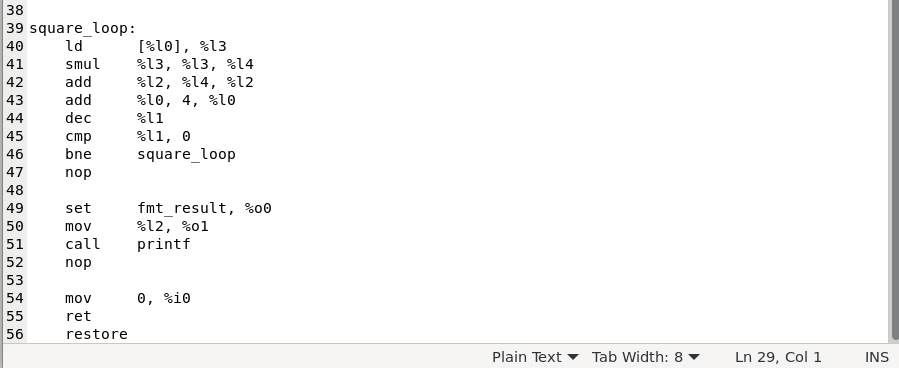 38
39 square_loop:
40 ld [%l0], %l3
41 smul %l3, %l3, %l4
42 add %l2, %l4, %l2
43 add %l0, 4, %l0
44 dec %l1
45 cmp %l1, 0
46 bne square_loop
47 nop
48
49 set fmt_result, %o0
50 mov %l2, %o1
51 call printf
52 nop
53
54 mov 0, %i0
55 ret
56 restore
Plain Text Tab Width: 8 Ln 29, Col 1 INS